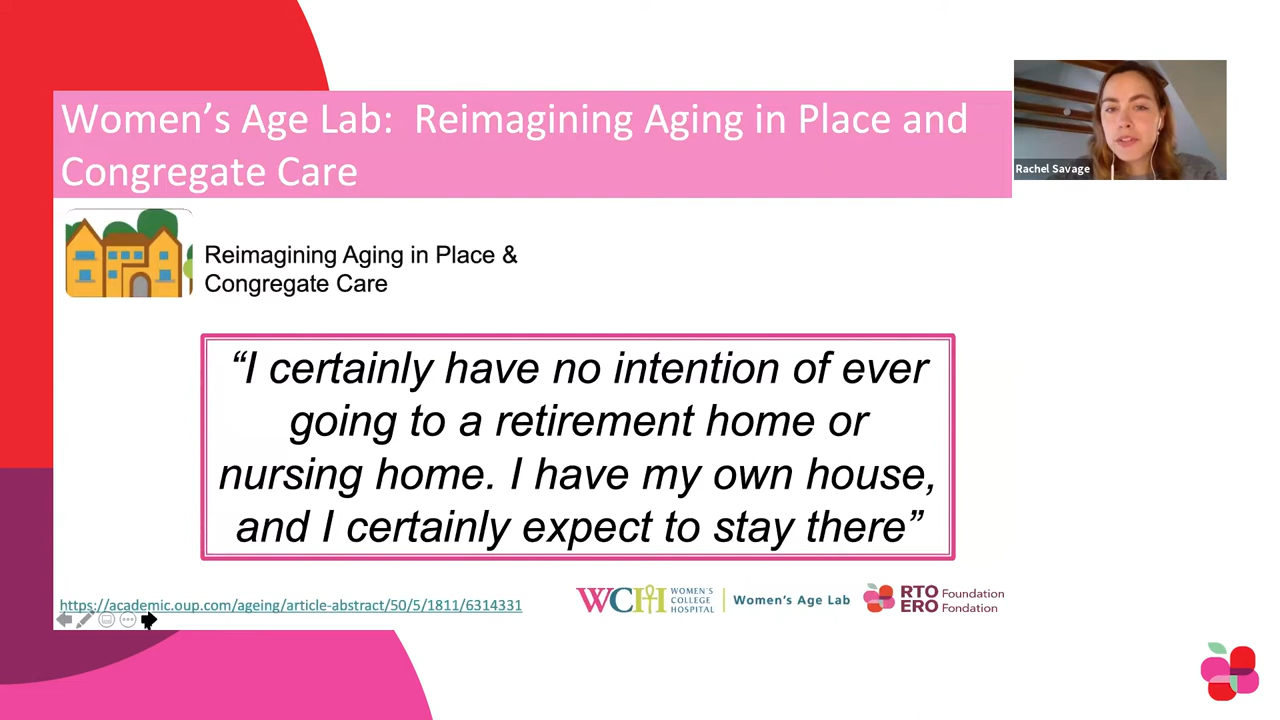 Women’s Age Lab:  Reimagining Aging in Place and
Congregate Care
Rachel Savage
Reimagining Aging in Place &
Congregate Care
“I certainly have no intention of ever
going to a retirement home or
nursing home. I have my own house,
and I certainly expect to stay there”
https://academic.oup.com/ageing/article-abstract/50/5/1811/6314331
WCH
WOMEN'S
COLLEGE
HOSPITAL
Women's Age Lab
RTO
ERO
Foundation
Fondation